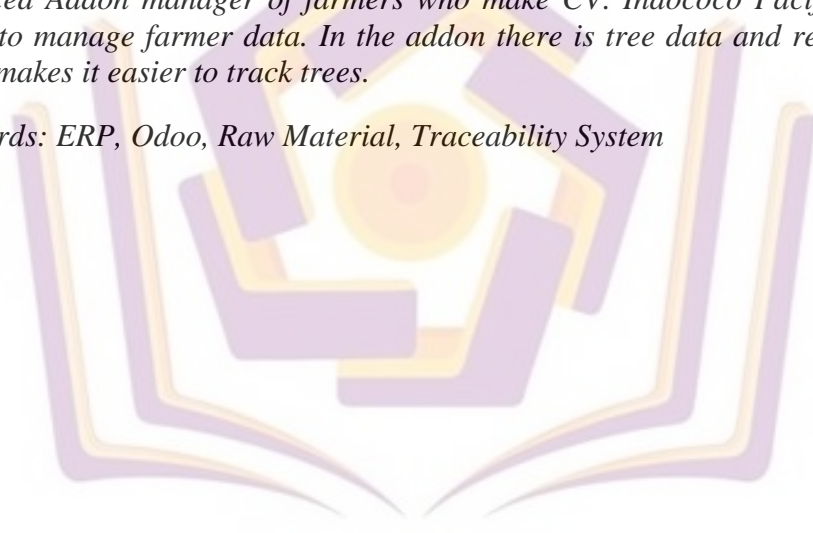 Addon manager of farmers who make CV. Indococo Pacif
to manage farmer data. In the addon there is tree data and re
makes it easier to track trees.
rds: ERP, Odoo, Raw Material, Traceability System